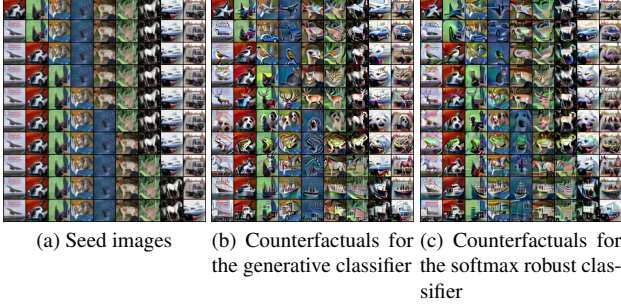 (a) Seed images
(b) Counterfactuals for
the generative classifier
(c) Counterfactuals for
the softmax robust clas-
sifier